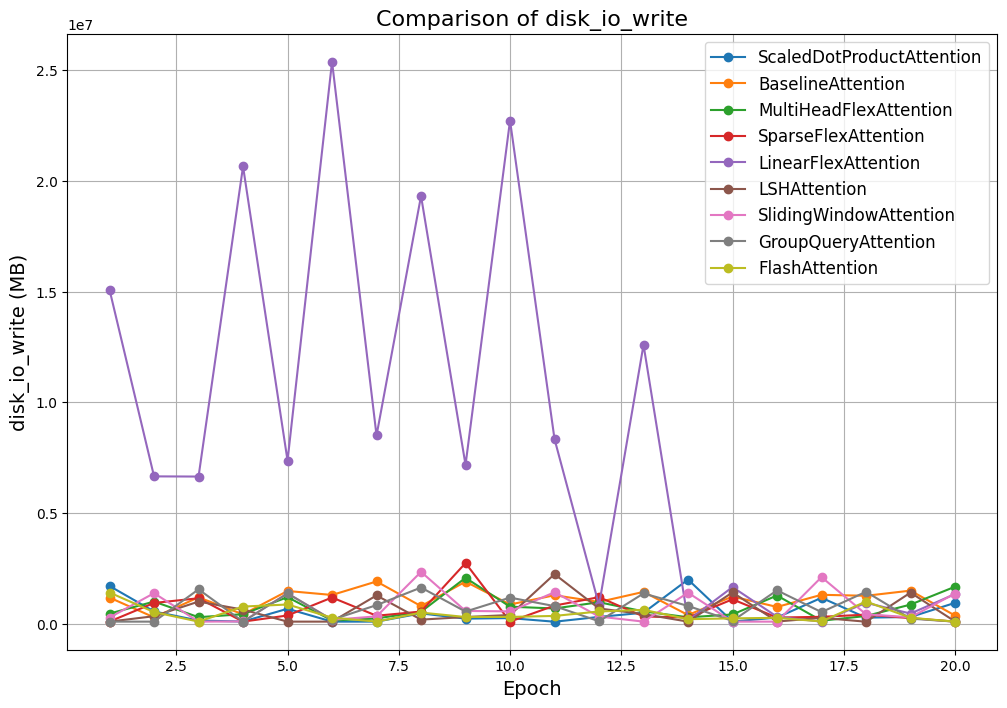 Comparison of disk_io_write
1e7
disk_io_write (MB)
2.5
2.0
1.5
1.0
0.5
0.0
ScaledDotProductAttention
BaselineAttention
MultiHeadFlexAttention
SparseFlexAttention
LinearFlexAttention
LSHAttention
SlidingWindowAttention
GroupQueryAttention
FlashAttention
2.5 5.0 7.5 10.0 12.5 15.0 17.5 20.0
Epoch